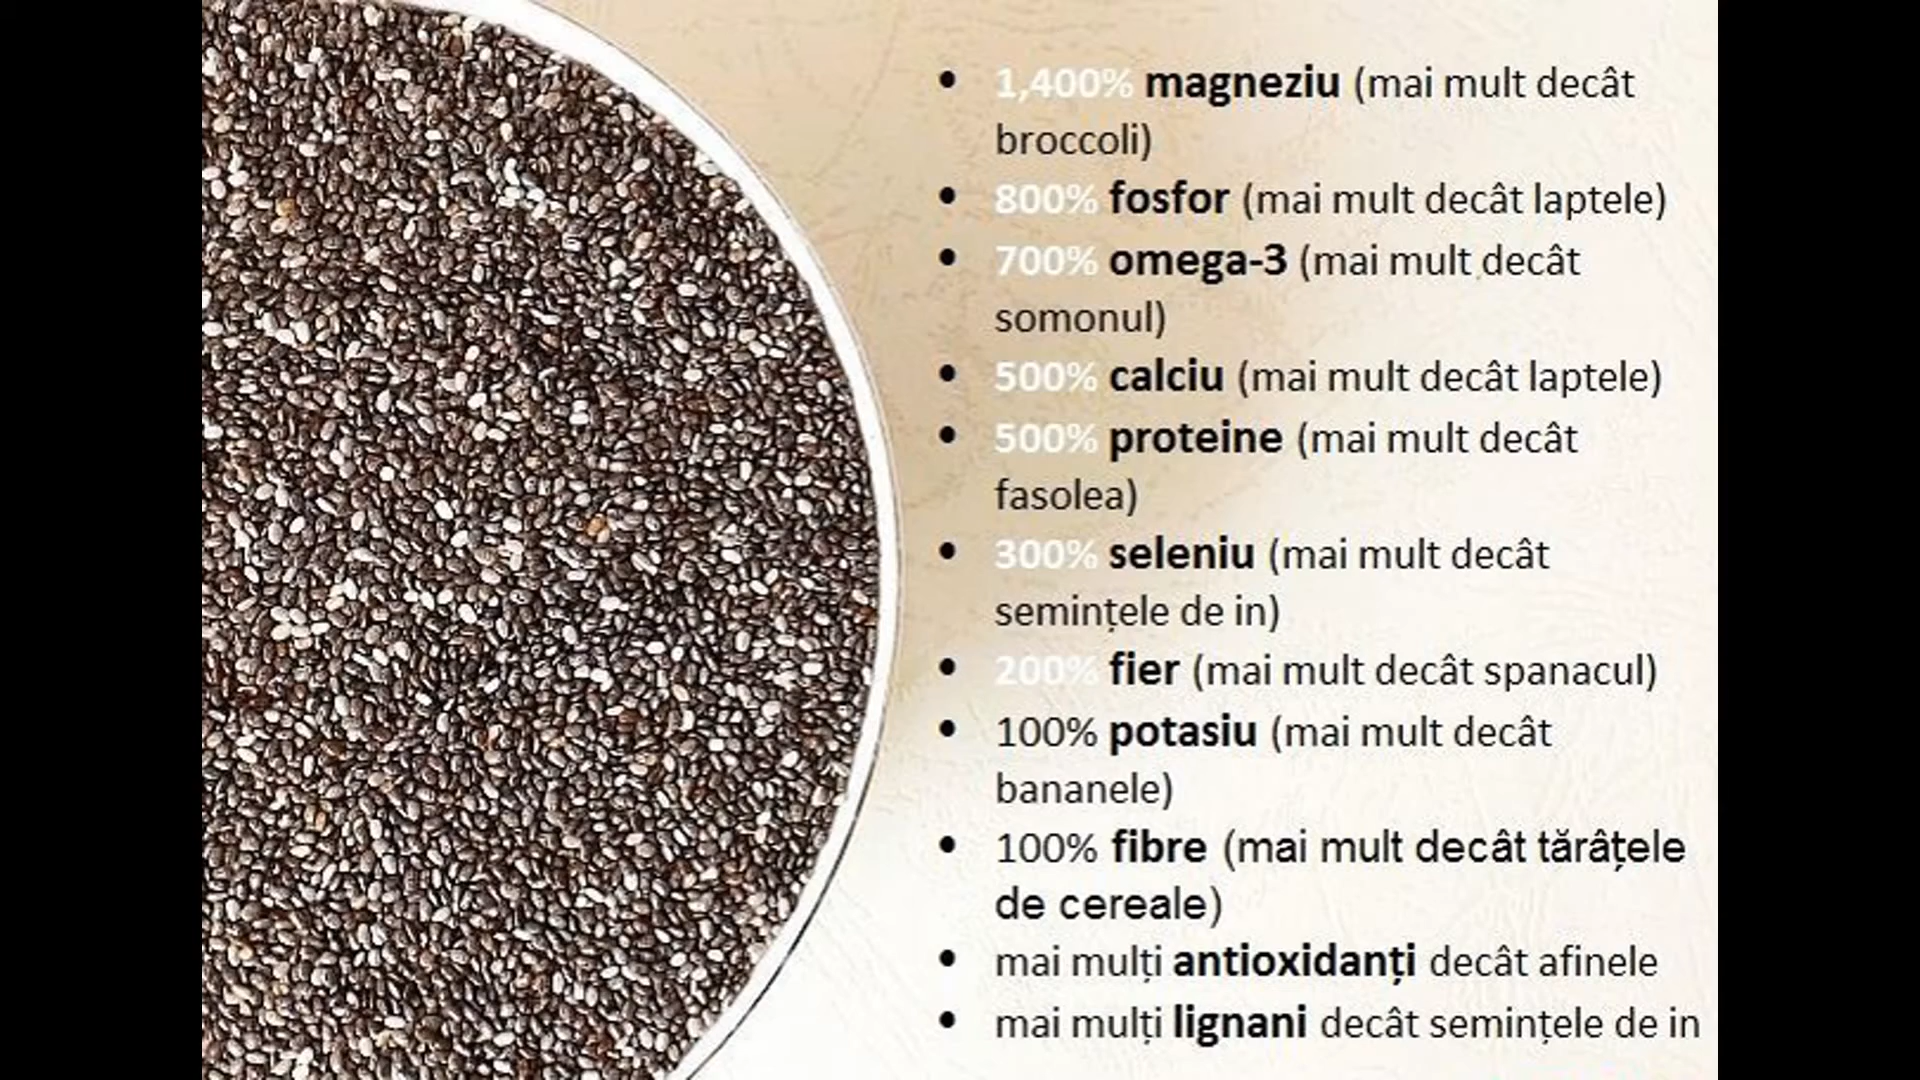 • 1,400% magneziu (mai mult decât
broccoli)
• 800% fosfor (mai mult decât laptele)
• 700% omega-3 (mai mult decât
somonul)
• 500% calciu (mai mult decât laptele)
• 500% proteine (mai mult decât
fasolea)
• 300% seleniu (mai mult decât
semințele de in)
• 200% fier (mai mult decât spanacul)
• 100% potasiu (mai mult decât
bananele)
• 100% fibre (mai mult decât tărâțele
de cereale)
• mai mulți antioxidanți decât afinele
• mai mulți lignani decât semințele de in